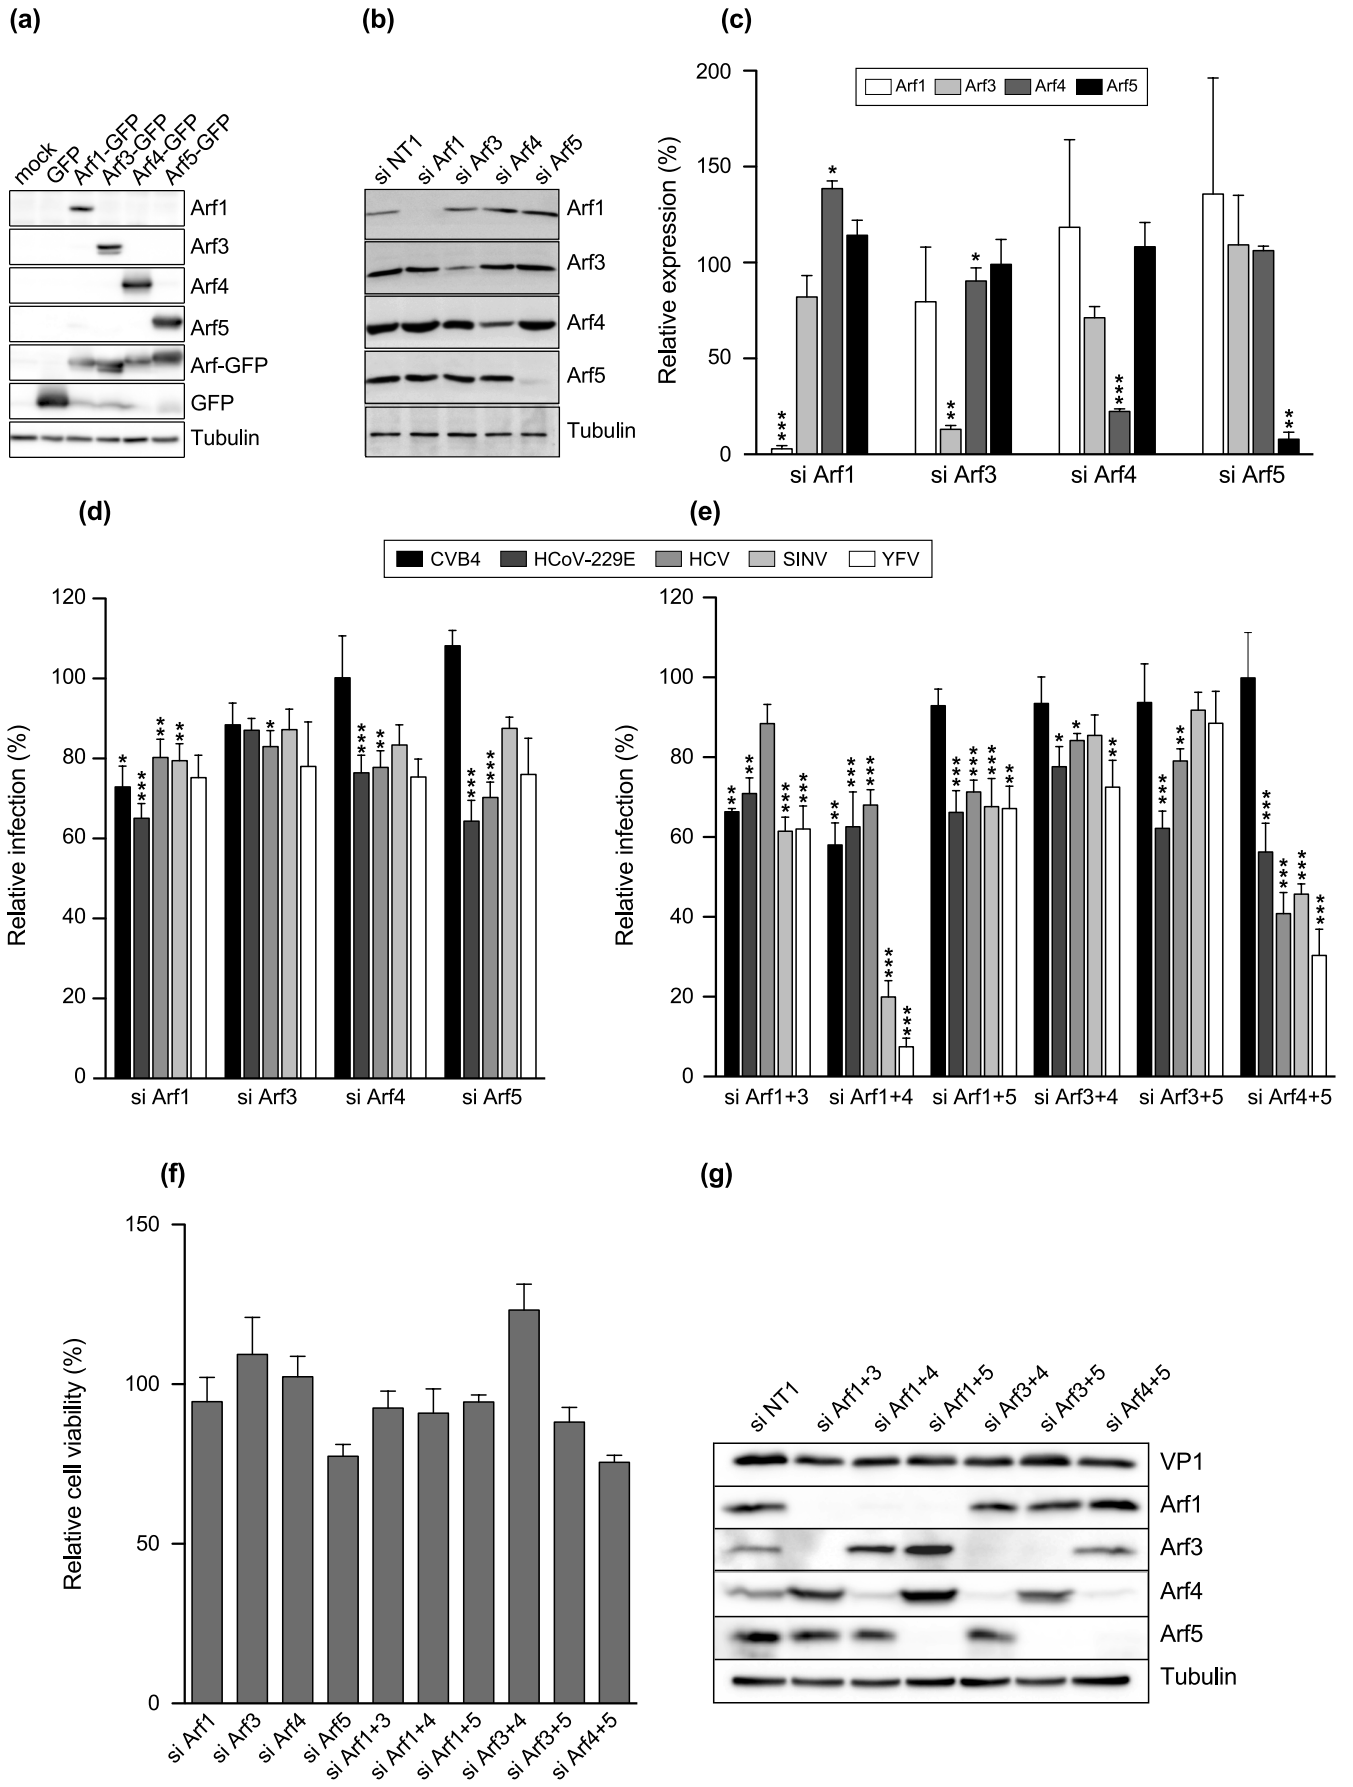 (a)
mock
GFP
Arf1-GFP
Arf3-GFP
Arf4-GFP
Arf5-GFP
Arf1
Arf3
Arf4
Arf5
Arf-GFP
GFP
Tubulin
(b)
si NT1
si Arf1
si Arf3
si Arf4
si Arf5
Arf1
Arf3
Arf4
Arf5
Tubulin
(c)
Relative expression (%)
200
150
100
50
0
Arf1 Arf3 Arf4 Arf5
***
*
**
*
***
**
si Arf1 si Arf3 si Arf4 si Arf5
(d)
(e)
CVB4 HCoV-229E HCV SINV YFV
Relative infection (%)
120
100
80
60
40
20
0
*
***
**
**
*
***
**
***
***
si Arf1 si Arf3 si Arf4 si Arf5
Relative infection (%)
120
100
80
60
40
20
0
**
**
***
***
**
***
***
***
***
***
***
***
**
*
*
**
***
**
***
***
***
***
si Arf1+3 si Arf1+4 si Arf1+5 si Arf3+4 si Arf3+5 si Arf4+5
(f)
Relative cell viability (%)
150
100
50
0
si Arf1
si Arf3
si Arf4
si Arf5
si Arf1+3
si Arf1+4
si Arf1+5
si Arf3+4
si Arf3+5
si Arf4+5
(g)
si NT1
si Arf1+3
si Arf1+4
si Arf1+5
si Arf3+4
si Arf3+5
si Arf4+5
VP1
Arf1
Arf3
Arf4
Arf5
Tubulin